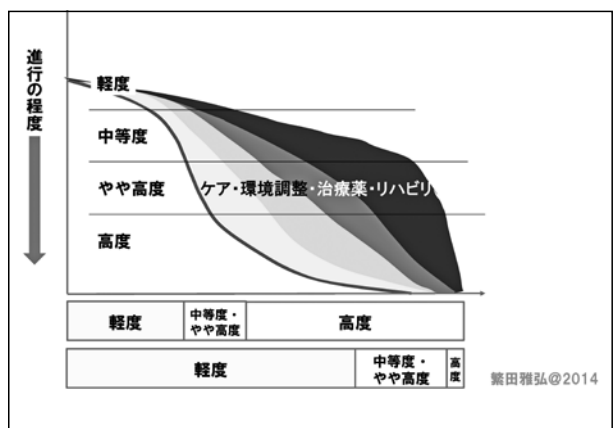 進行の程度
軽度
中等度
やや高度
ケア・環境調整・治療薬・リハビリ
高度
軽度
中等度・
やや高度
高度
軽度
中等度・
やや高度
高度
繁田雅弘@2014